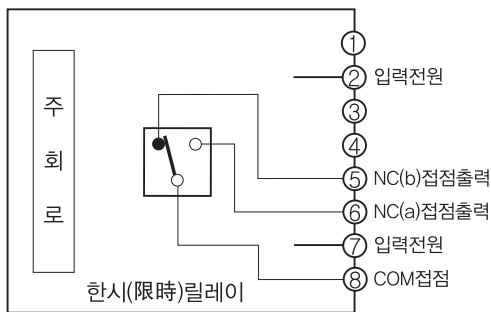 주
회
로
①
② 입력전원
③
④
⑤ NC(b)접점출력
⑥ NC(a)접점출력
⑦ 입력전원
⑧ COM접점
한시(限時)릴레이